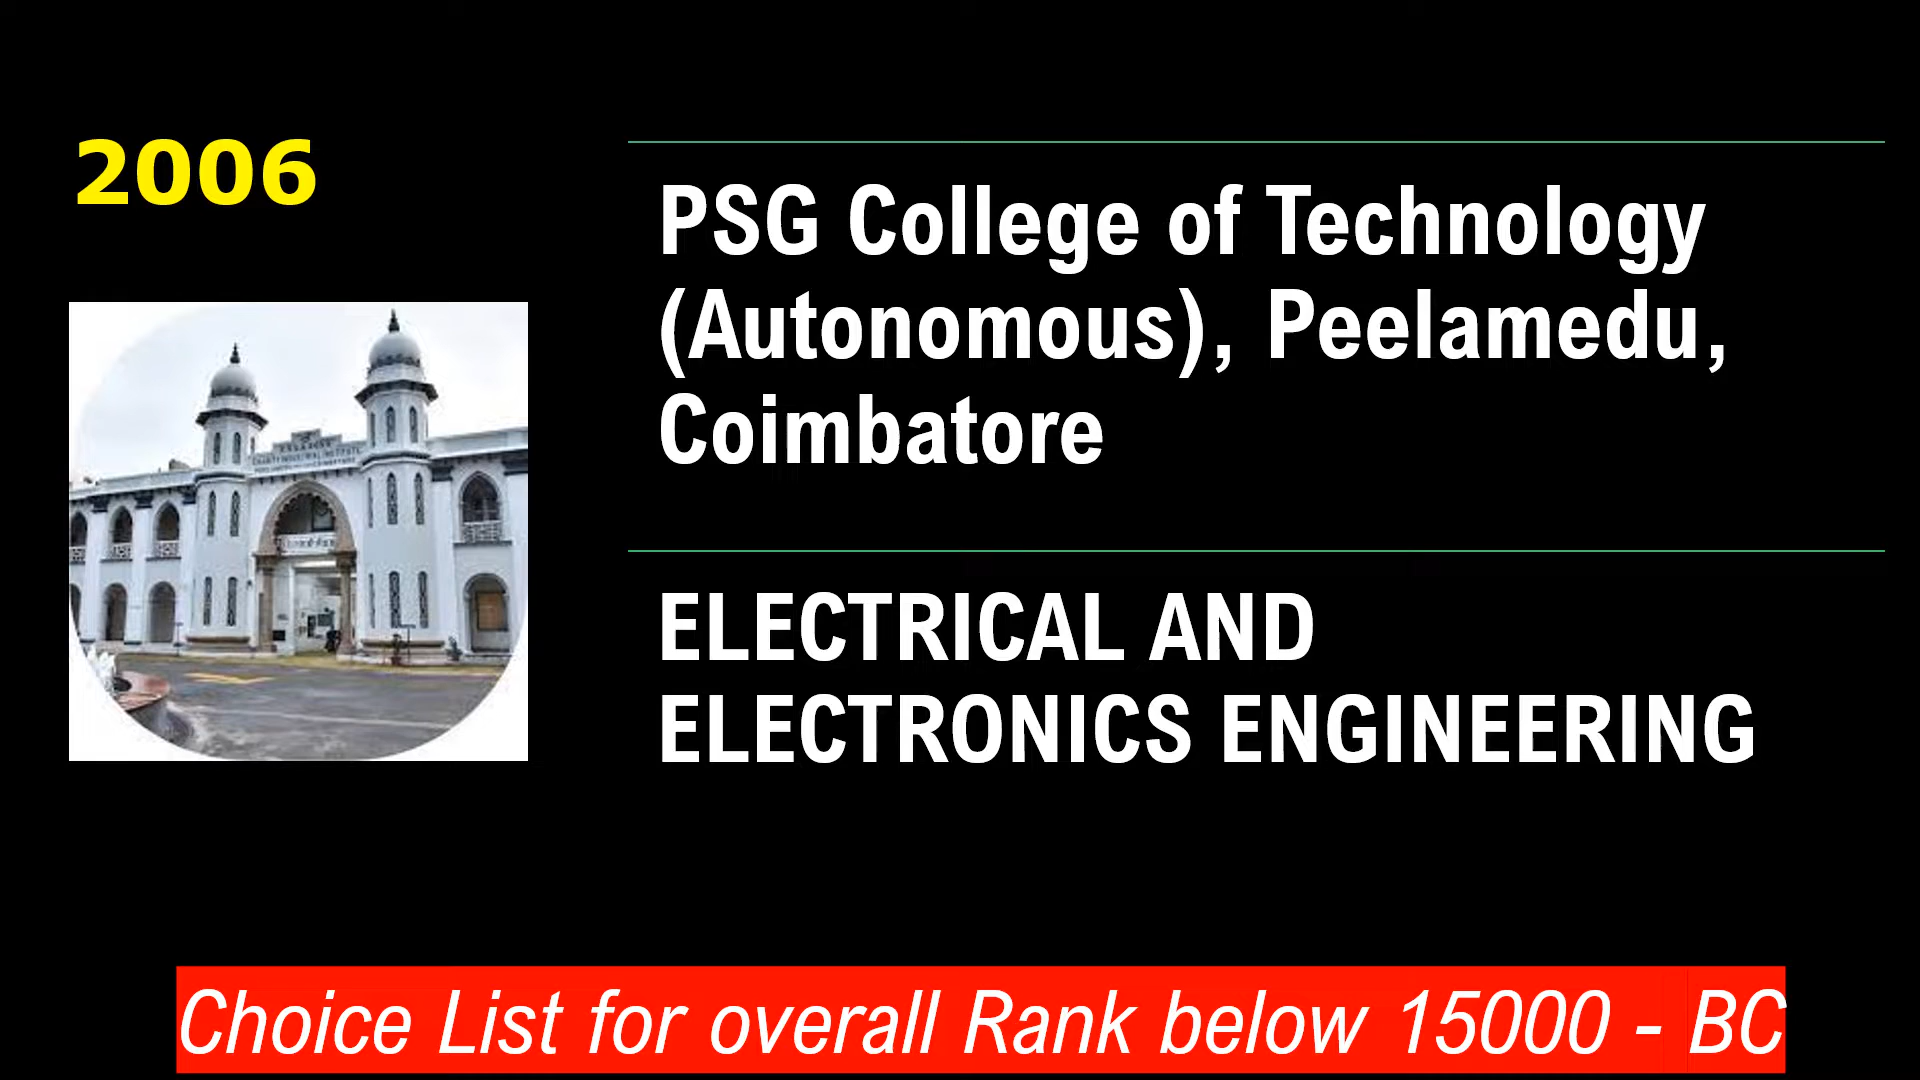 2006
PSG College of Technology
(Autonomous), Peelamedu,
Coimbatore
ELECTRICAL AND
ELECTRONICS ENGINEERING
Choice List for overall Rank below 15000 - BC